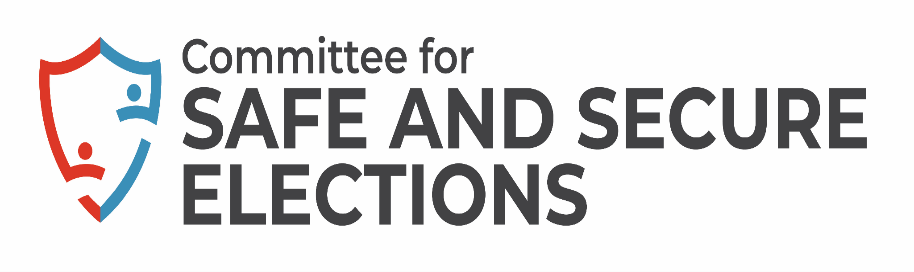 Committee for
SAFE AND SECURE
ELECTIONS